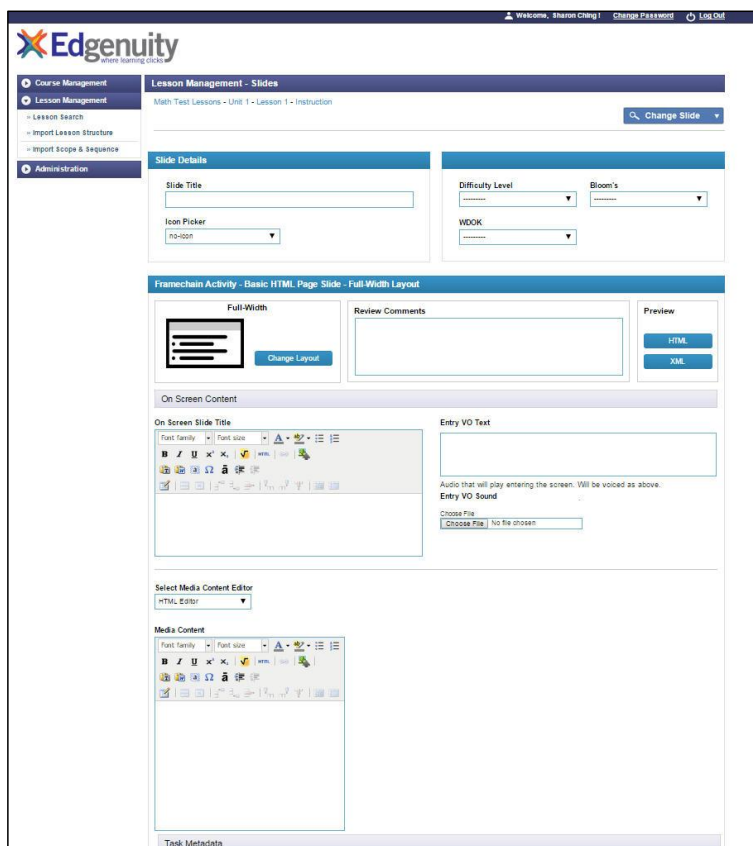 Welcome, Sharon Ching ! Change Password Log Out
Edgenuity
where learning clicks
Course Management
Lesson Management
» Lesson Search
» Import Lesson Structure
» Import Scope & Sequence
Administration
Lesson Management - Slides
Math Test Lessons - Unit 1 - Lesson 1 - Instruction
Change Slide
Slide Details
Slide Title
Icon Picker
no-icon
Difficulty Level Bloom's
--------- ---------
WDOK
---------
Framechain Activity - Basic HTML Page Slide - Full-Width Layout
Full-Width
Change Layout
Review Comments
Preview
HTML
XML
On Screen Content
On Screen Slide Title
Font family Font size A
B I U x² x₂ HTML
Ω ā
Entry VO Text
Audio that will play entering the screen. Will be voiced as above.
Entry VO Sound
Choose File
Choose File No file chosen
Select Media Content Editor
HTML Editor
Media Content
Font family Font size A
B I U x² x₂ HTML
Ω ā
Task Metadata